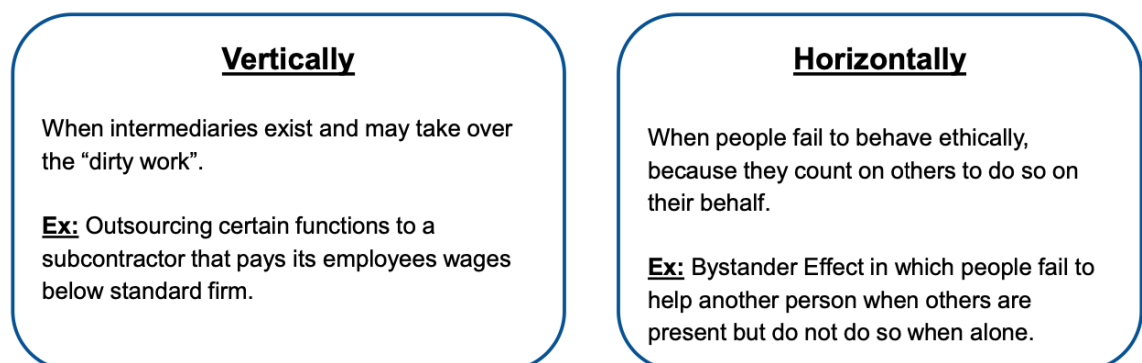 Vertically
When intermediaries exist and may take over
the “dirty work”.
Ex: Outsourcing certain functions to a
subcontractor that pays its employees wages
below standard firm.
Horizontally
When people fail to behave ethically,
because they count on others to do so on
their behalf.
Ex: Bystander Effect in which people fail to
help another person when others are
present but do not do so when alone.